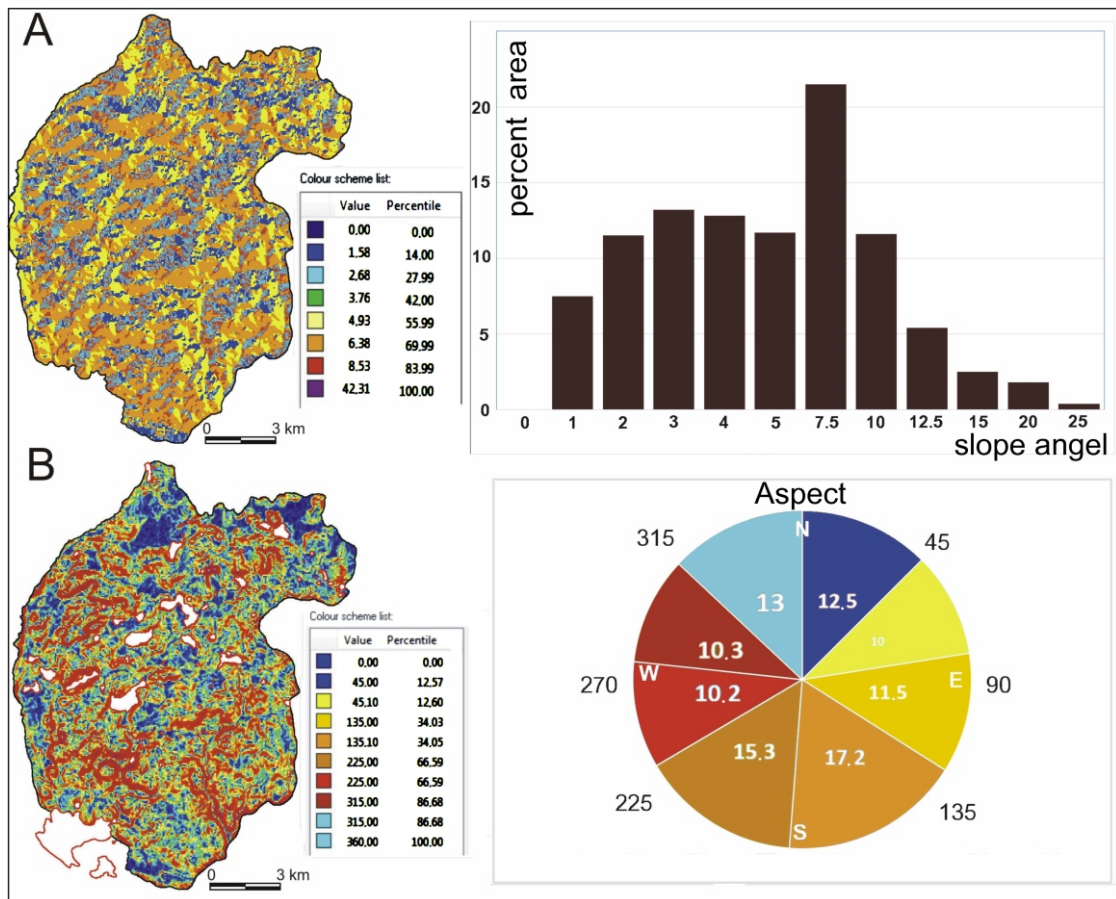 A
Colour scheme list:
Value Percentile
0.00 0.00
1.58 14.00
2.68 27.99
3.76 42.00
4.93 55.99
6.38 69.99
8.53 83.99
42.31 100.00
0 3 km
percent area
20
15
10
5
0
0 1 2 3 4 5 7.5 10 12.5 15 20 25
slope angel
B
Colour scheme list:
Value Percentile
0,00 0,00
45,00 12,57
45,10 12,60
135,00 34,03
135,10 34,05
225,00 66,59
225,00 66,59
315,00 86,68
315,00 86,68
360,00 100.00
0 3 km
Aspect
N
315 45
13 12.5
10.3 10
W E
270 90
10.2 11.5
15.3 17.2
225 135
S